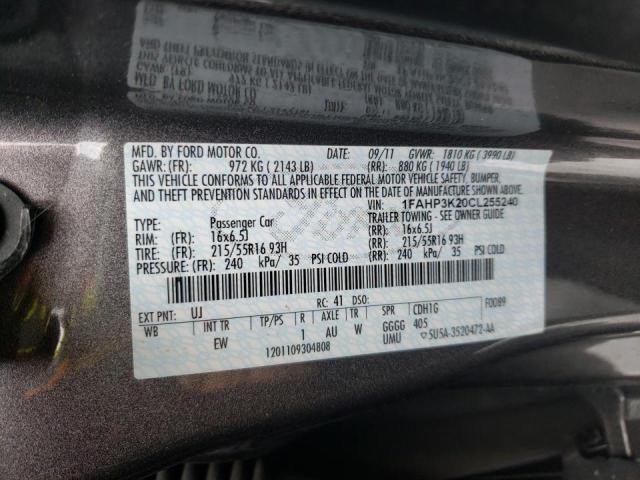 MFD. BY FORD MOTOR CO. DATE: 09/11 GVWR: 1810 KG ( 3990 LB)
GAWR: (FR): 972 KG ( 2143 LB) (RR): 880 KG ( 1940 LB)
THIS VEHICLE CONFORMS TO ALL APPLICABLE FEDERAL MOTOR VEHICLE SAFETY, BUMPER,
AND THEFT PREVENTION STANDARDS IN EFFECT ON THE DATE OF MANUFACTURE SHOWN ABOVE.
VIN: 1FAHP3K20CL255240
TYPE: Passenger Car TRAILER TOWING - SEE OWNER GUIDE
RIM: (FR): 16x6.5J (RR): 16x6.5J
TIRE: (FR): 215/55R16 93H (RR): 215/55R16 93H
PRESSURE: (FR): 240 kPa/ 35 PSI COLD (RR): 240 kPa/ 35 PSI COLD
EXT PNT: UJ RC: 41 DSO: F0089
WB INT TR TP/PS R AXLE TR SPR CDH1G
EW 1 AU W GGGG 405
1201109304808 UMU 5U5A-3520472-AA